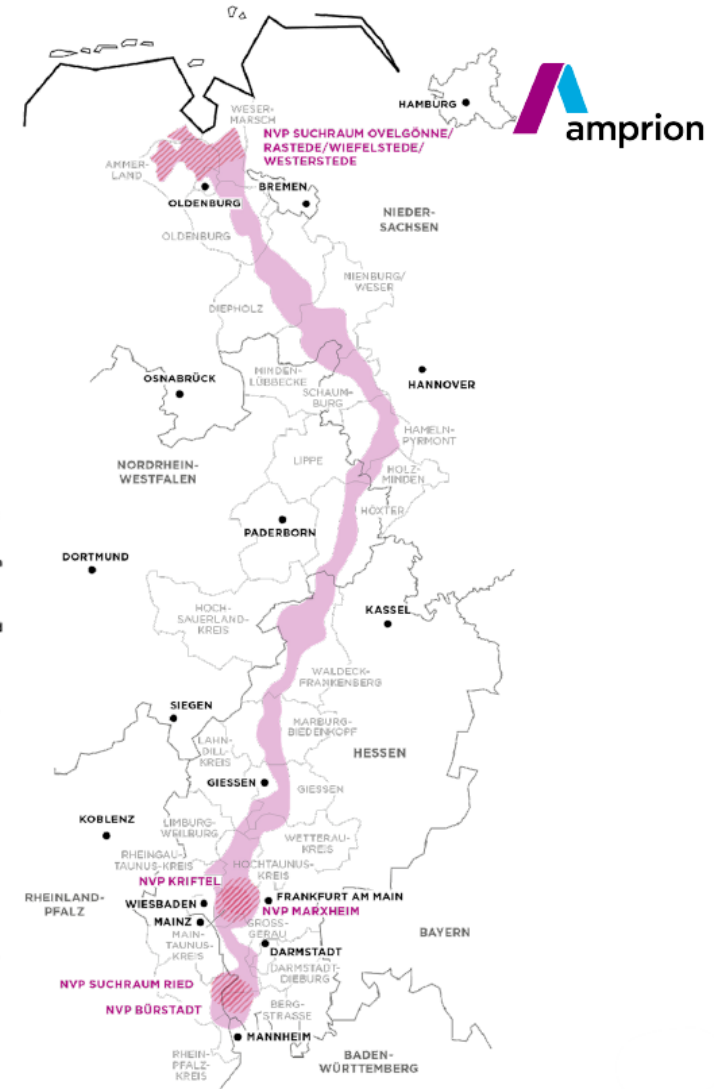 HAMBURG
amprion
WESER-
MARSCH
NVP SUCHRAUM OVELGÖNNE/
RASTEDE/WIEFELSTEDE/
WESTERSTEDE
AMMER-
LAND
BREMEN
OLDENBURG
NIEDER-
SACHSEN
OLDENBURG
NIENBURG/
WESER
DIEPHOLZ
OSNABRÜCK
MINDEN-
LÜBBECKE
HANNOVER
SCHAUM-
BURG
HAMELN-
PYRMONT
LIPPE
NORDRHEIN-
WESTFALEN
HOLZ-
MINDEN
HÖXTER
PADERBORN
DORTMUND
HOCH-
SAUERLAND-
KREIS
KASSEL
WALDECK-
FRANKENBERG
SIEGEN
MARBURG-
BIEDENKOPF
LAHN-
DILL-
KREIS
HESSEN
GIESSEN
GIESSEN
KOBLENZ
LIMBURG-
WEILBURG
WETTERAU-
KREIS
RHEINGAU-
TAUNUS-KREIS
HOCHTAUNUS-
KREIS
NVP KRIFTEL
RHEINLAND-
PFALZ
WIESBADEN
FRANKFURT AM MAIN
NVP MARXHEIM
MAINZ
GROSS-
GERAU
MAIN-
TAUNUS-
KREIS
BAYERN
DARMSTADT
DARMSTADT-
DIEBURG
NVP SUCHRAUM RIED
NVP BÜRSTADT
BERG-
STRASSE
MANNHEIM
RHEIN-
PFALZ-
KREIS
BADEN-
WÜRTTEMBERG